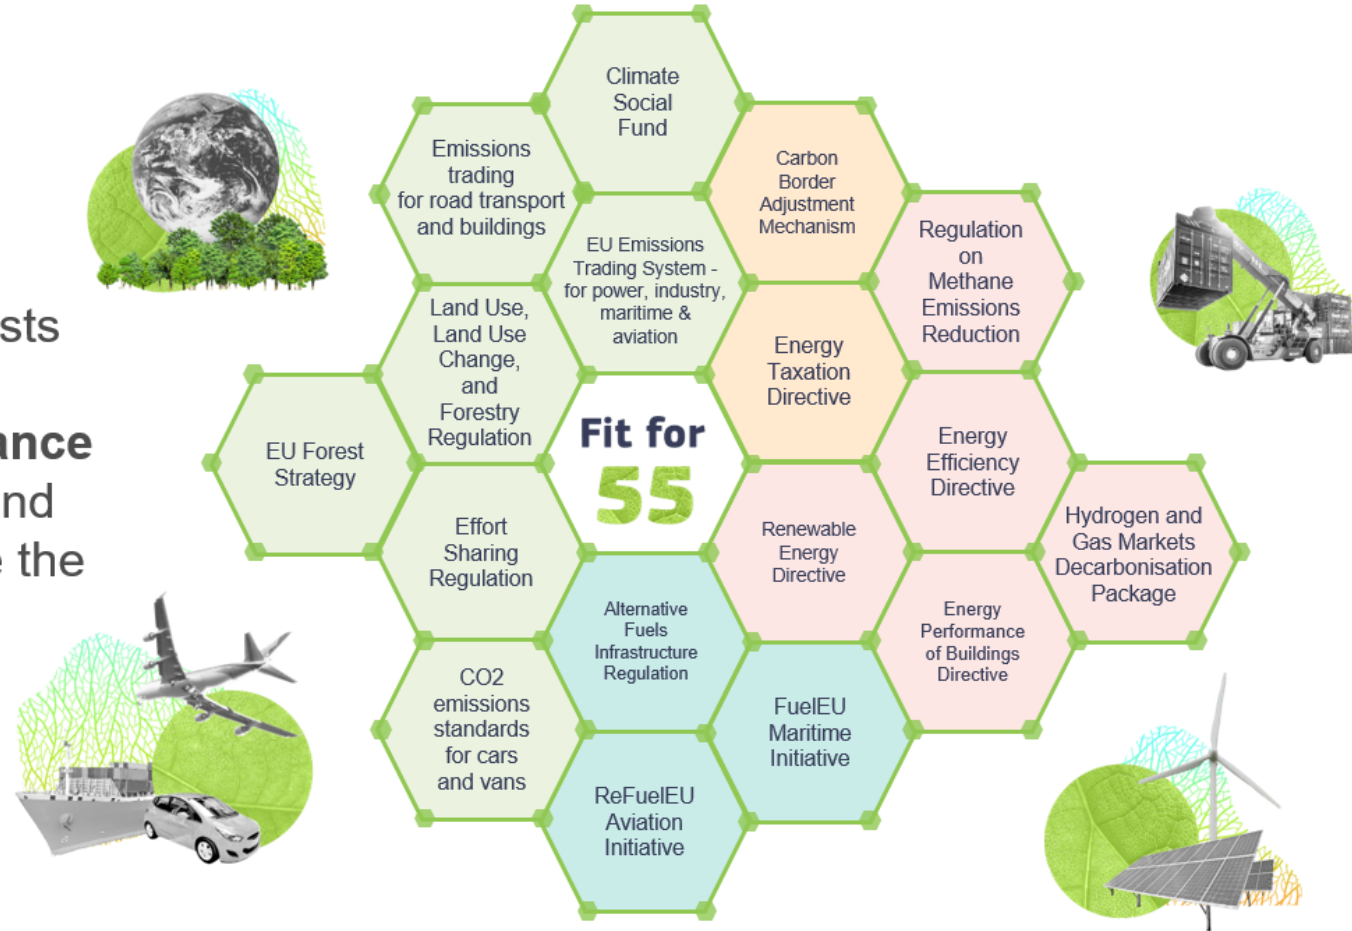 sts
ance
nd
e the
Climate
Social
Fund
Emissions
trading
for road transport
and buildings
Carbon
Border
Adjustment
Mechanism
EU Emissions
Trading System -
for power, industry,
maritime &
aviation
Regulation
on
Methane
Emissions
Reduction
Land Use,
Land Use
Change,
and
Forestry
Regulation
Energy
Taxation
Directive
EU Forest
Strategy
Fit for
55
Energy
Efficiency
Directive
Effort
Sharing
Regulation
Renewable
Energy
Directive
Hydrogen and
Gas Markets
Decarbonisation
Package
Alternative
Fuels
Infrastructure
Regulation
Energy
Performance
of Buildings
Directive
CO2
emissions
standards
for cars
and vans
FuelEU
Maritime
Initiative
ReFuelEU
Aviation
Initiative